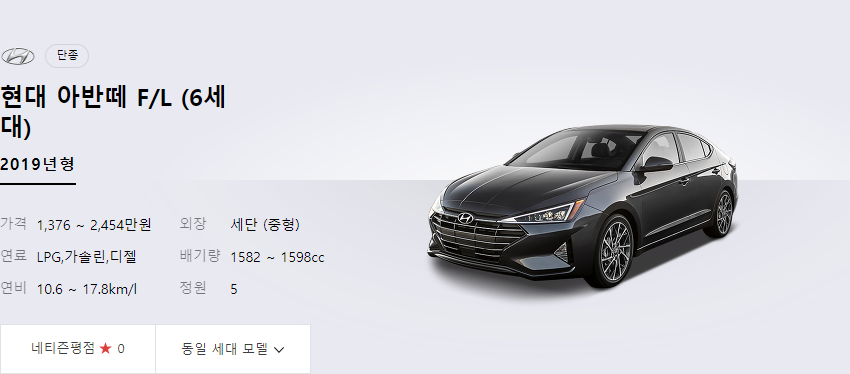 단종
현대 아반떼 F/L (6세
대)
2019년형
가격 1,376 ~ 2,454만원 외장 세단 (중형)
연료 LPG,가솔린,디젤 배기량 1582 ~ 1598cc
연비 10.6 ~ 17.8km/l 정원 5
네티즌평점 ★ 0 동일 세대 모델